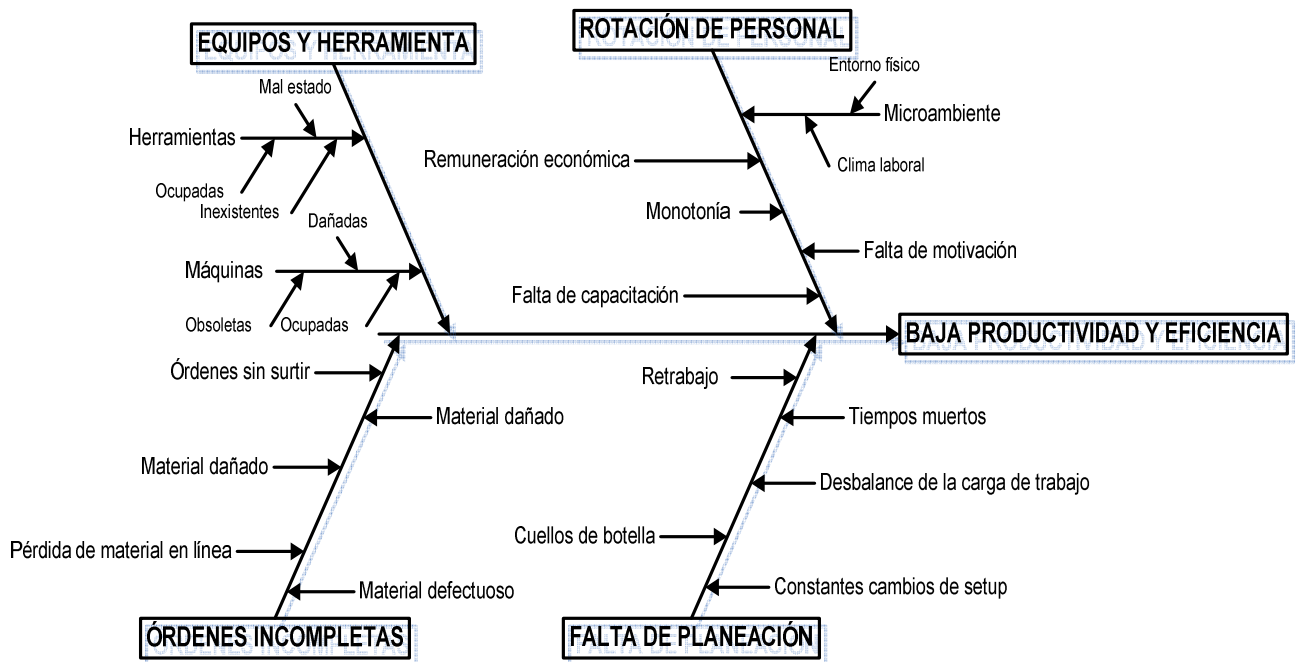 EQUIPOS Y HERRAMIENTA
ROTACIÓN DE PERSONAL
Mal estado
Herramientas
Ocupadas
Inexistentes
Dañadas
Máquinas
Obsoletas
Ocupadas
Entorno físico
Microambiente
Clima laboral
Remuneración económica
Monotonía
Falta de motivación
Falta de capacitación
BAJA PRODUCTIVIDAD Y EFICIENCIA
Órdenes sin surtir
Material dañado
Material dañado
Pérdida de material en línea
Material defectuoso
ÓRDENES INCOMPLETAS
Retrabajo
Tiempos muertos
Desbalance de la carga de trabajo
Cuellos de botella
Constantes cambios de setup
FALTA DE PLANEACIÓN